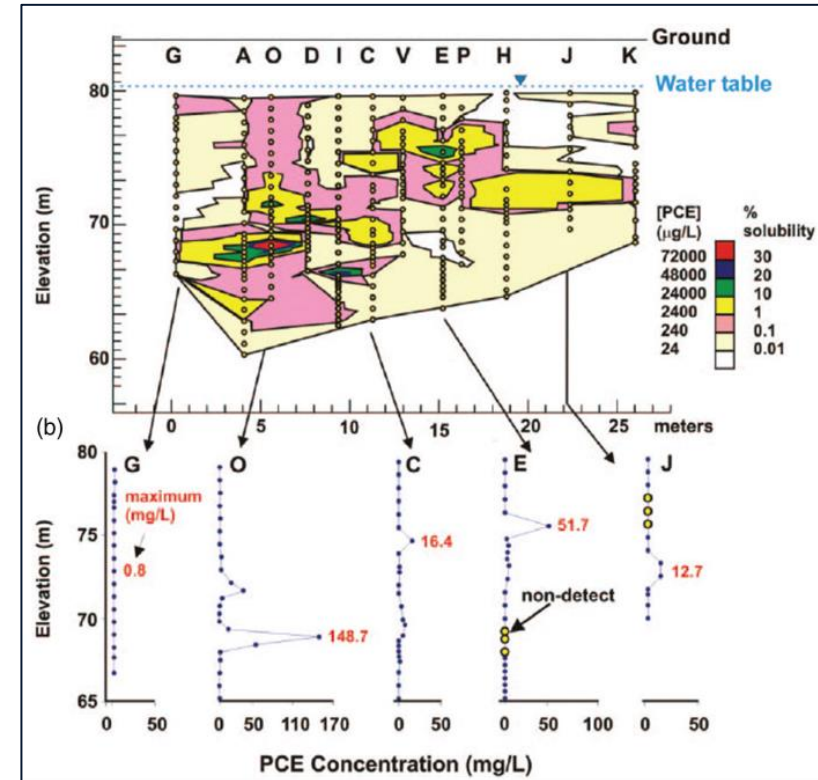 Ground
G A O D I C V E P H J K
80
Water table
70
60
Elevation (m)
[PCE] %
(µg/L) solubility
72000 30
48000 20
24000 10
2400 1
240 0.1
24 0.01
0 5 10 15 20 25 meters
(b)
80
75
70
65
Elevation (m)
G O C E J
maximum
(mg/L)
0.8
148.7
16.4
51.7
non-detect
12.7
0 50 0 50 110 170 0 50 0 50 100 0 50
PCE Concentration (mg/L)